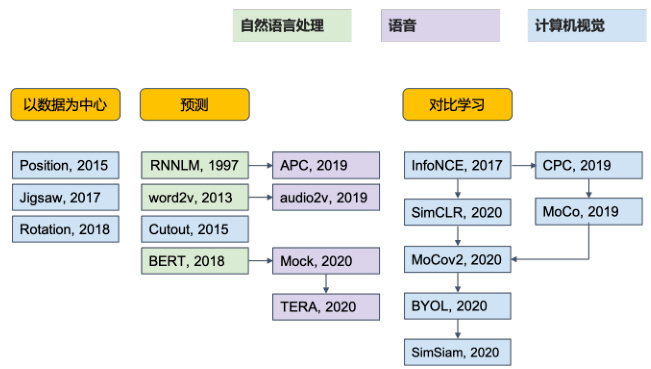 自然语言处理
语音
计算机视觉
以数据为中心
预测
对比学习
Position, 2015
Jigsaw, 2017
Rotation, 2018
RNNLM, 1997
APC, 2019
word2v, 2013
audio2v, 2019
Cutout, 2015
BERT, 2018
Mock, 2020
TERA, 2020
InfoNCE, 2017
CPC, 2019
SimCLR, 2020
MoCo, 2019
MoCov2, 2020
BYOL, 2020
SimSiam, 2020